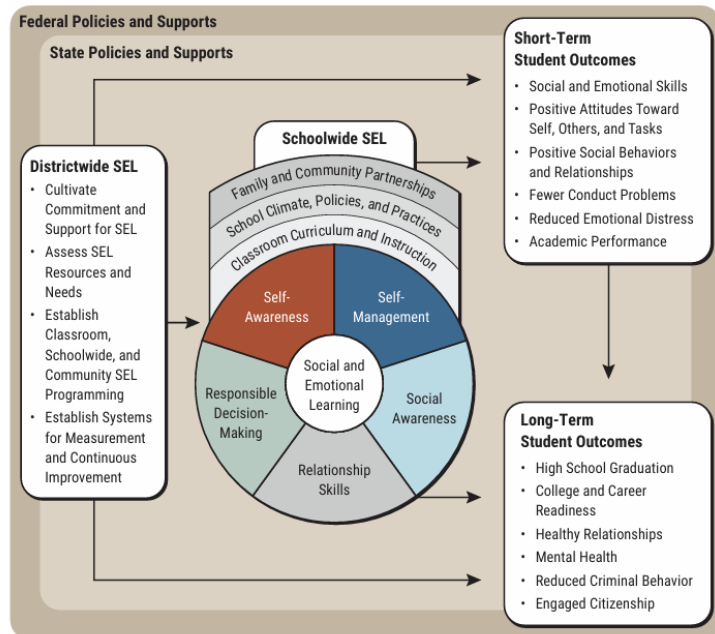 Federal Policies and Supports
State Policies and Supports
Districtwide SEL
• Cultivate
Commitment and
Support for SEL
• Assess SEL
Resources and
Needs
• Establish
Classroom,
Schoolwide, and
Community SEL
Programming
• Establish Systems
for Measurement
and Continuous
Improvement
Schoolwide SEL
Family and Community Partnerships
School Climate, Policies, and Practices
Classroom Curriculum and Instruction
Self-
Awareness
Self-
Management
Social and
Emotional
Learning
Responsible
Decision-
Making
Social
Awareness
Relationship
Skills
Short-Term
Student Outcomes
• Social and Emotional Skills
• Positive Attitudes Toward
Self, Others, and Tasks
• Positive Social Behaviors
and Relationships
• Fewer Conduct Problems
• Reduced Emotional Distress
• Academic Performance
Long-Term
Student Outcomes
• High School Graduation
• College and Career
Readiness
• Healthy Relationships
• Mental Health
• Reduced Criminal Behavior
• Engaged Citizenship